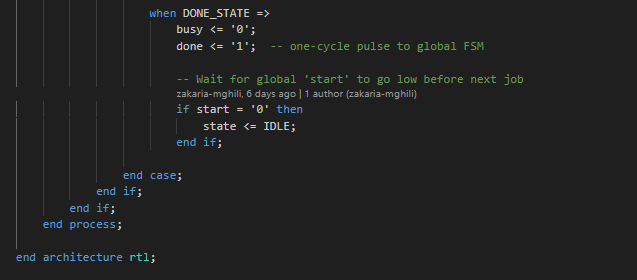 when DONE_STATE =>
busy <= '0';
done <= '1';  -- one-cycle pulse to global FSM
-- Wait for global 'start' to go low before next job
zakaria-mghili, 6 days ago | 1 author (zakaria-mghili)
if start = '0' then
state <= IDLE;
end if;
end case;
end if;
end if;
end process;
end architecture rtl;